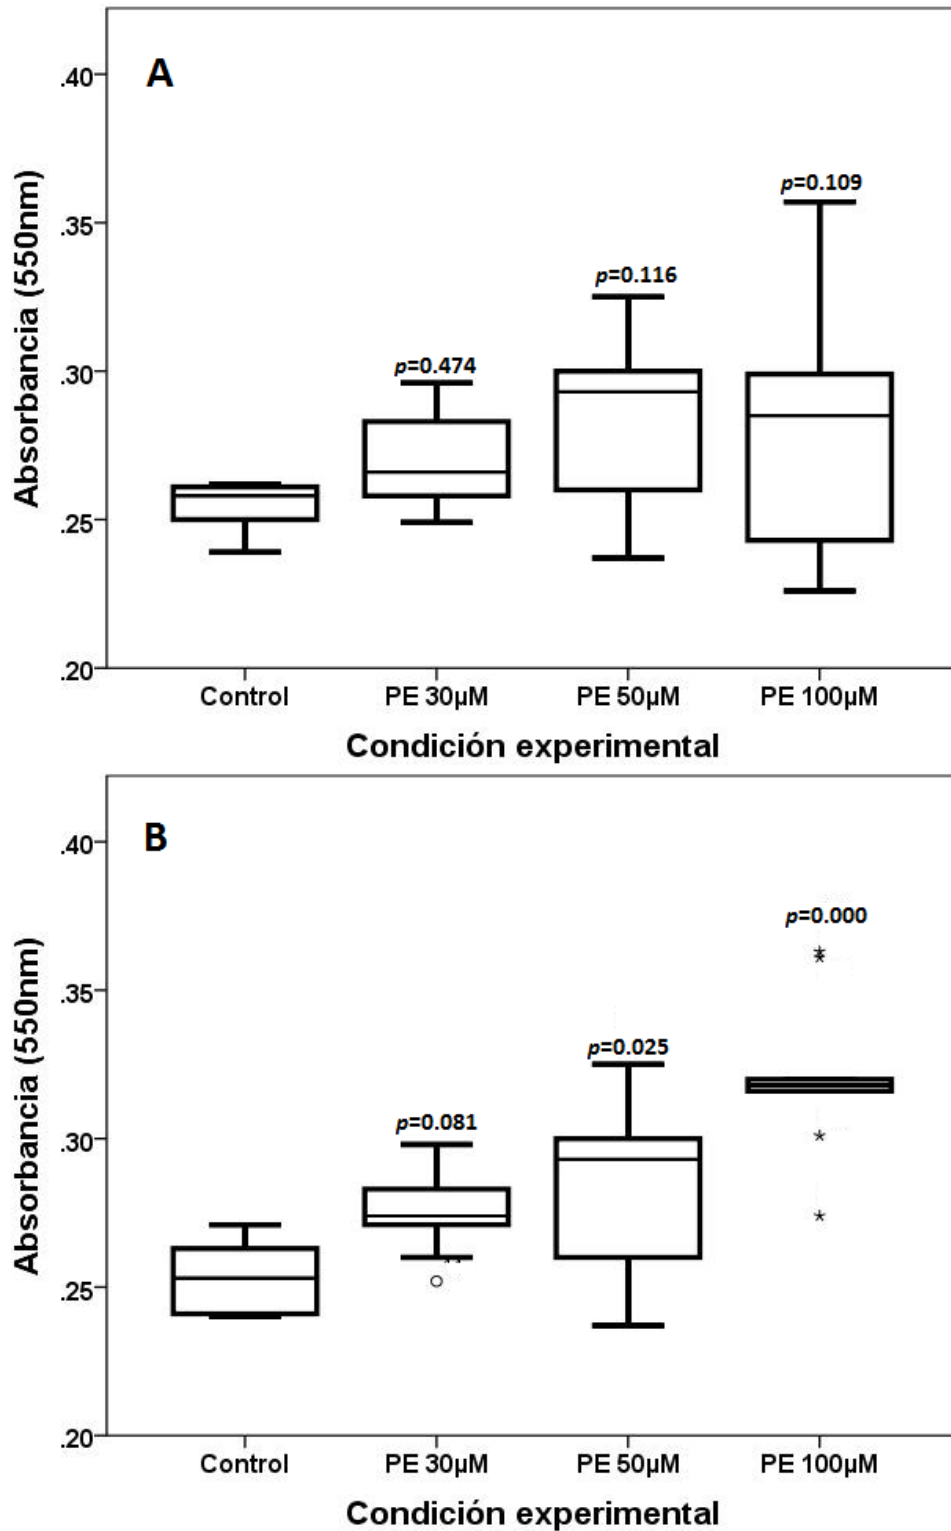 A
.40
p=0.109
.35
p=0.116
p=0.474
.30
.25
.20
Absorbancia (550nm)
Control PE 30µM PE 50µM PE 100µM
Condición experimental
B
.40
p=0.000
.35
p=0.025
p=0.081
.30
.25
.20
Absorbancia (550nm)
Control PE 30µM PE 50µM PE 100µM
Condición experimental